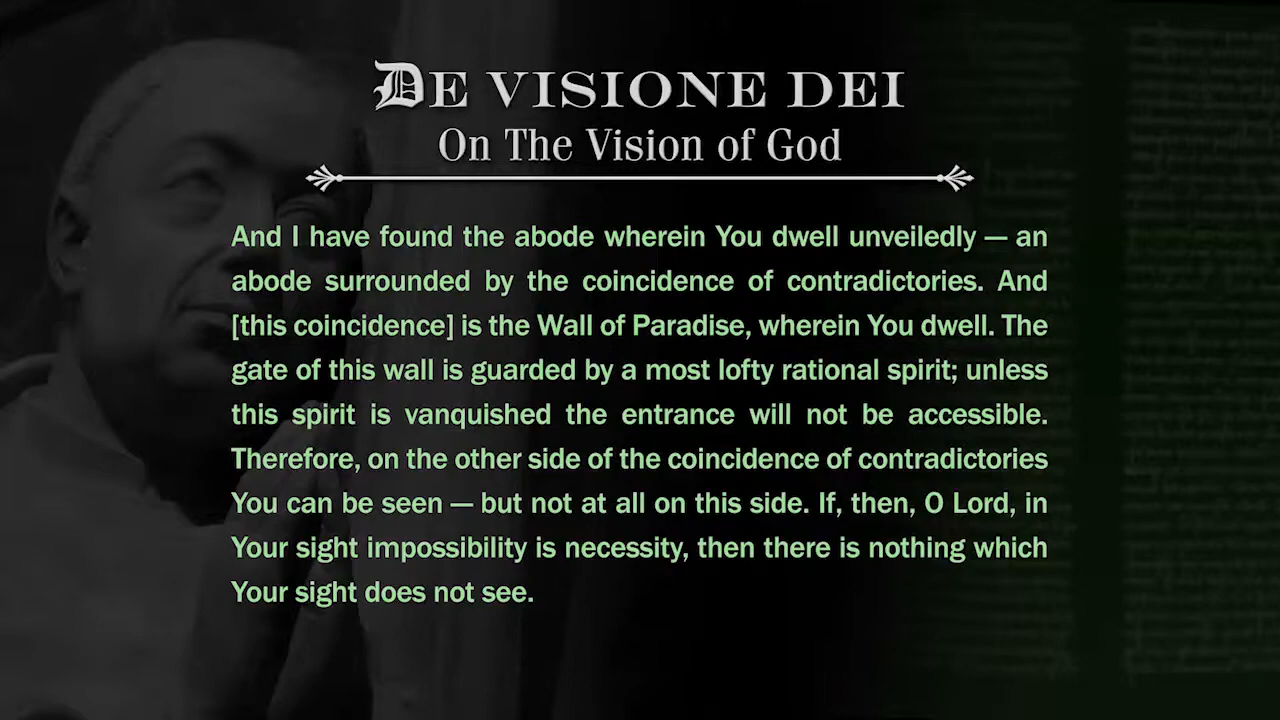 De visione dei
On The Vision of God
And I have found the abode wherein You dwell unveiledly — an
abode surrounded by the coincidence of contradictories. And
[this coincidence] is the Wall of Paradise, wherein You dwell. The
gate of this wall is guarded by a most lofty rational spirit; unless
this spirit is vanquished the entrance will not be accessible.
Therefore, on the other side of the coincidence of contradictories
You can be seen — but not at all on this side. If, then, O Lord, in
Your sight impossibility is necessity, then there is nothing which
Your sight does not see.